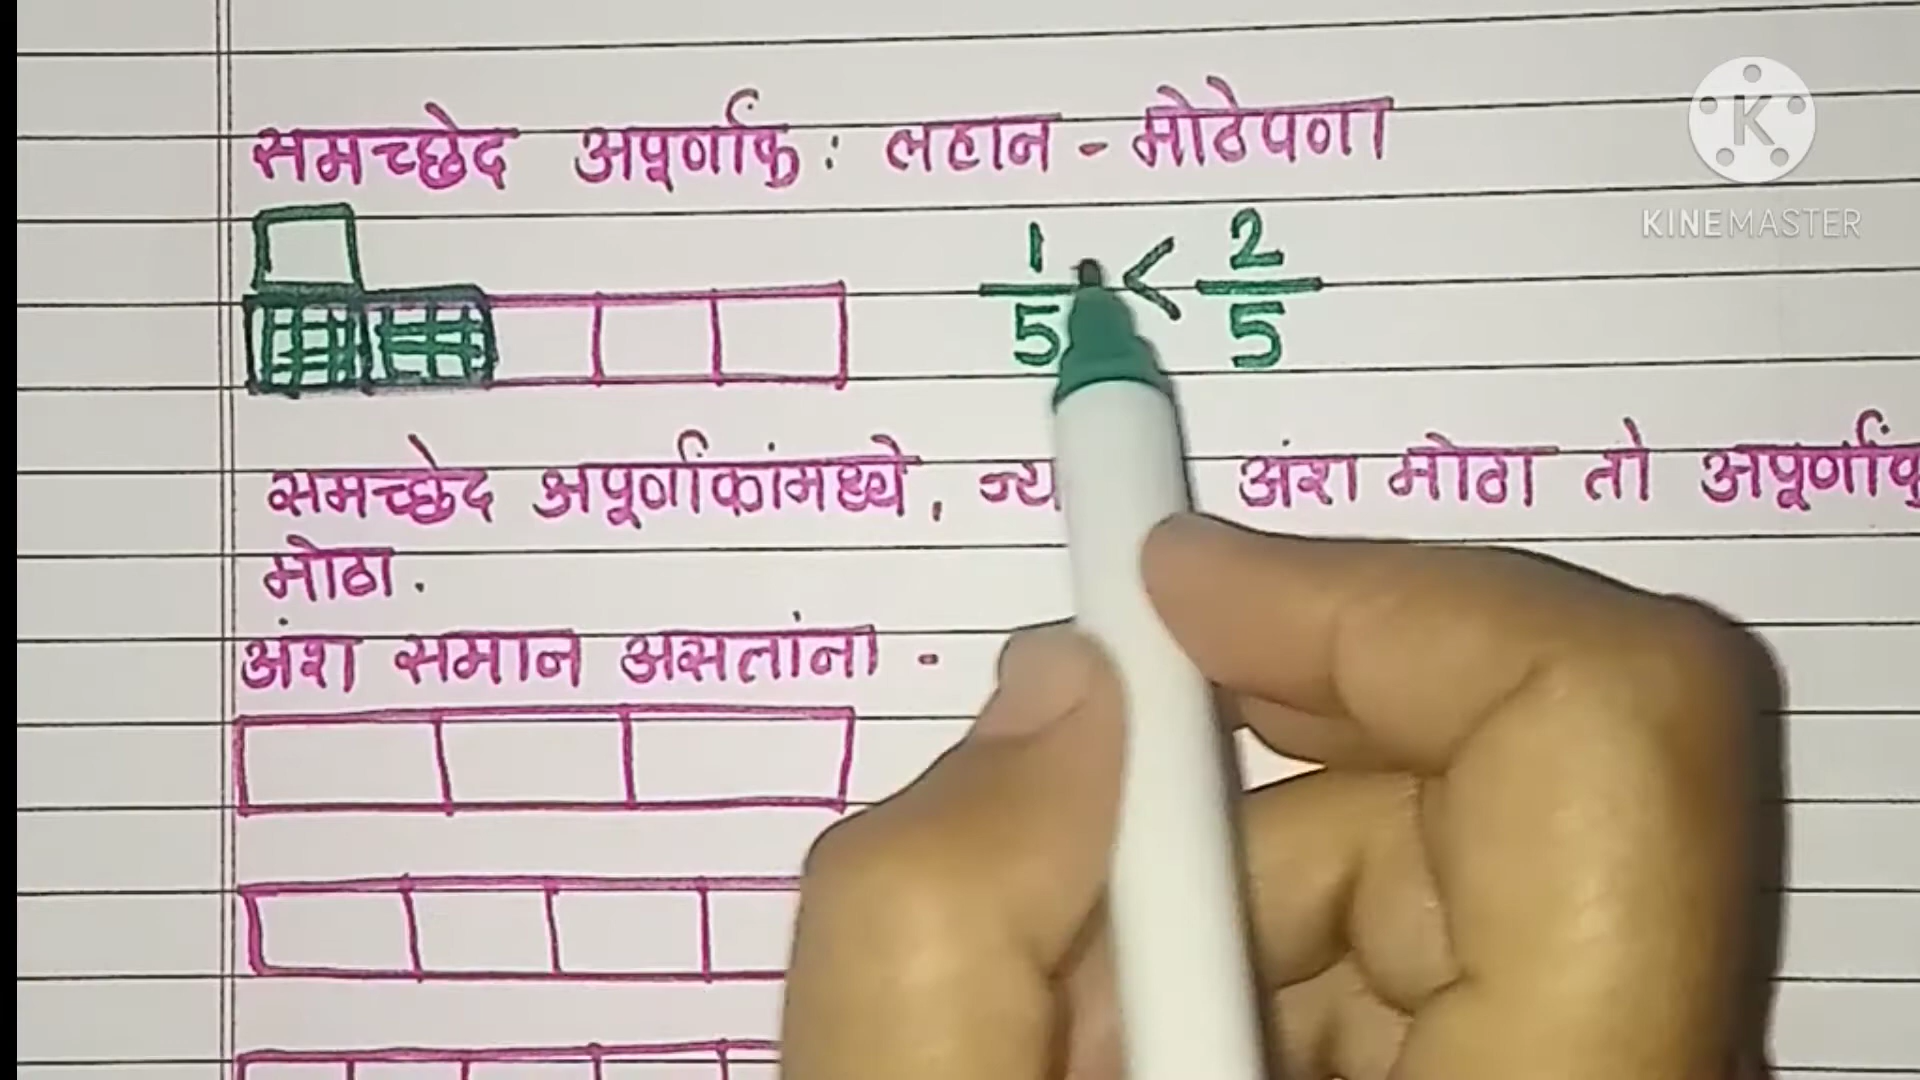 समच्छेद अपूर्णांक : लहान - मोठेपणा
1/5 < 2/5
समच्छेद अपूर्णांकांमध्ये, अंश मोठा तो अपूर्णांक
मोठा.
अंश समान असतांना -
K
KINEMASTER